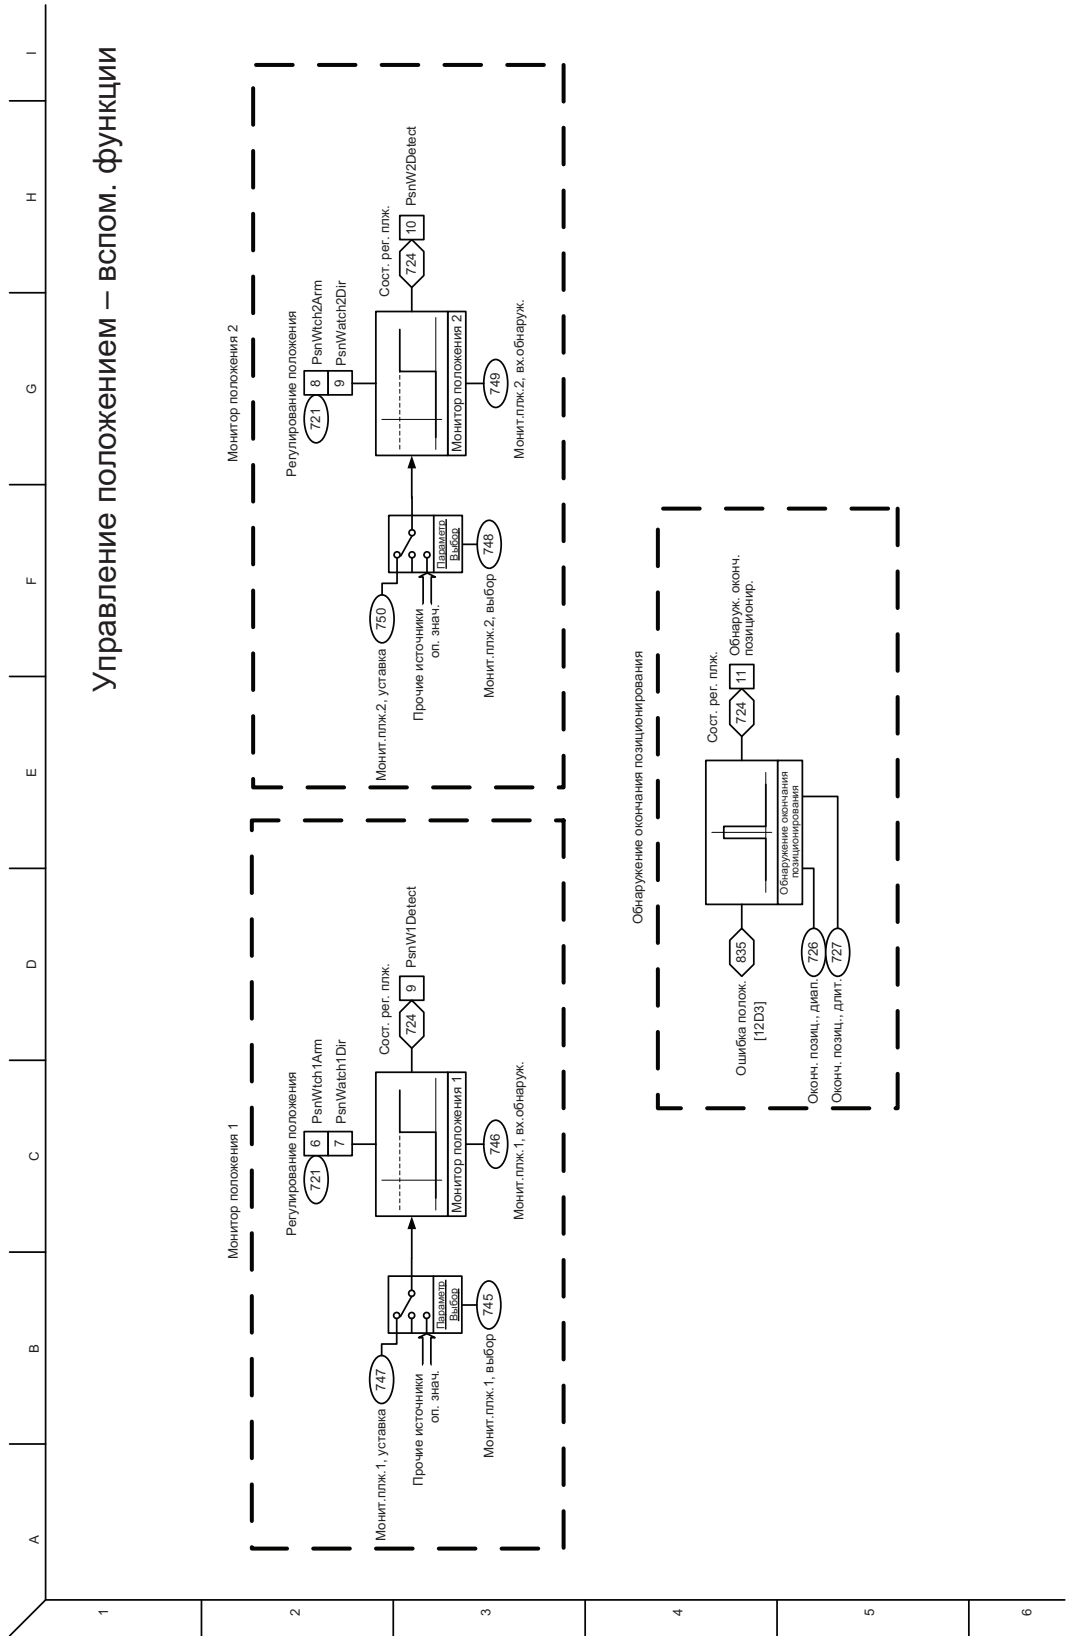 A
B
C
D
E
F
G
H
I
1
2
3
4
5
6
Управление положением – вспом. функции
Монитор положения 1
Регулирование положения
721
6
PsnWtch1Arm
7
PsnWatch1Dir
Монит.плж.1, уставка
747
Прочие источники
оп. знач.
Параметр
Выбор
Монит.плж.1, выбор
745
Монитор положения 1
746
Монит.плж.1, вх.обнаруж.
Сост. рег. плж.
724
9
PsnW1Detect
Монитор положения 2
Регулирование положения
721
8
PsnWtch2Arm
9
PsnWatch2Dir
Монит.плж.2, уставка
750
Прочие источники
оп. знач.
Параметр
Выбор
Монит.плж.2, выбор
748
Монитор положения 2
749
Монит.плж.2, вх.обнаруж.
Сост. рег. плж.
724
10
PsnW2Detect
Обнаружение окончания позиционирования
Ошибка полож.
[12D3]
835
Оконч. позиц., диап.
726
Оконч. позиц., длит.
727
Обнаружение окончания
позиционирования
Сост. рег. плж.
724
11
Обнаруж. оконч.
позиционир.